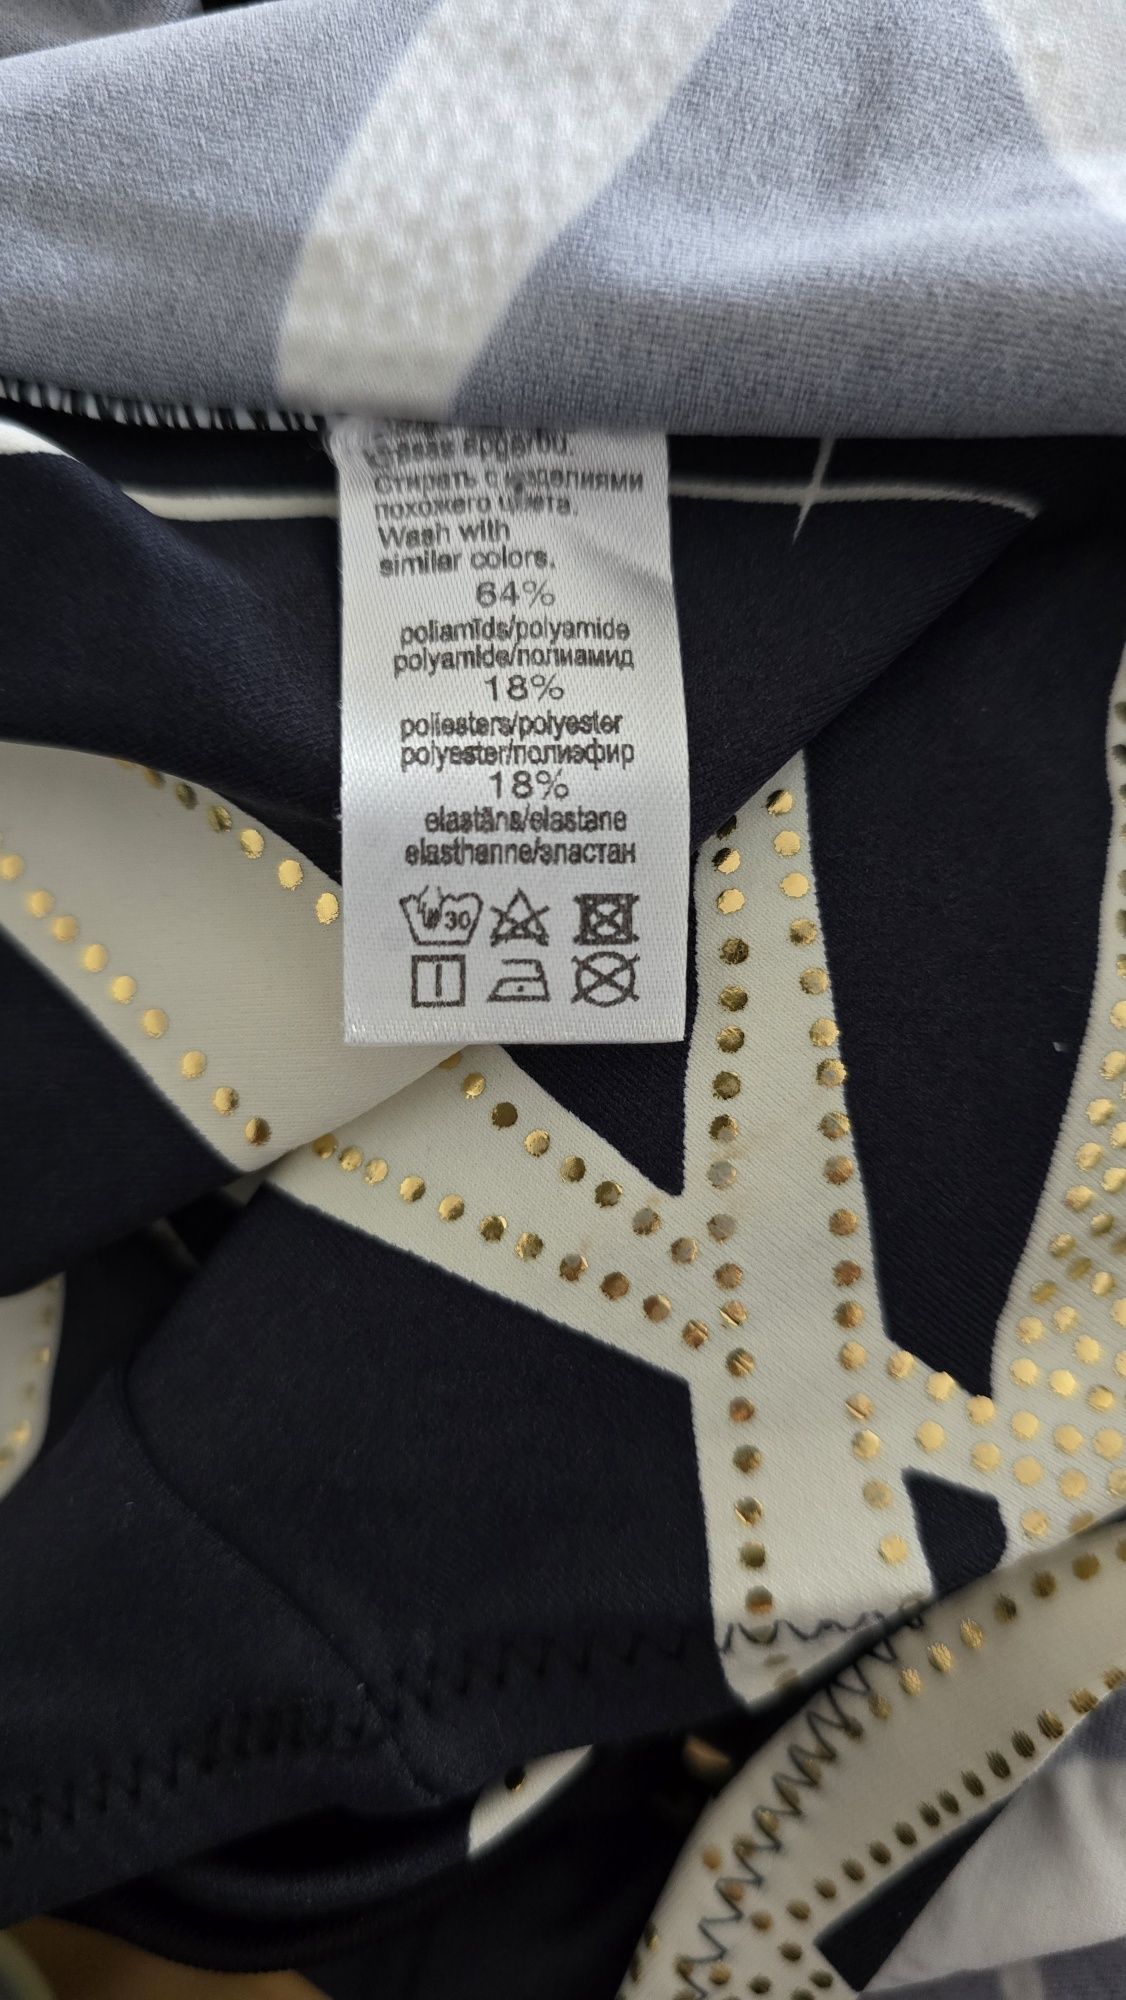 Стирать с изделиями
похожего цвета.
Wash with
similar colors.
64%
poliamīds/polyamide
polyamide/полиамид
18%
poliesters/polyester
polyester/полиэфир
18%
elastāns/elastane
elasthanne/эластан
30